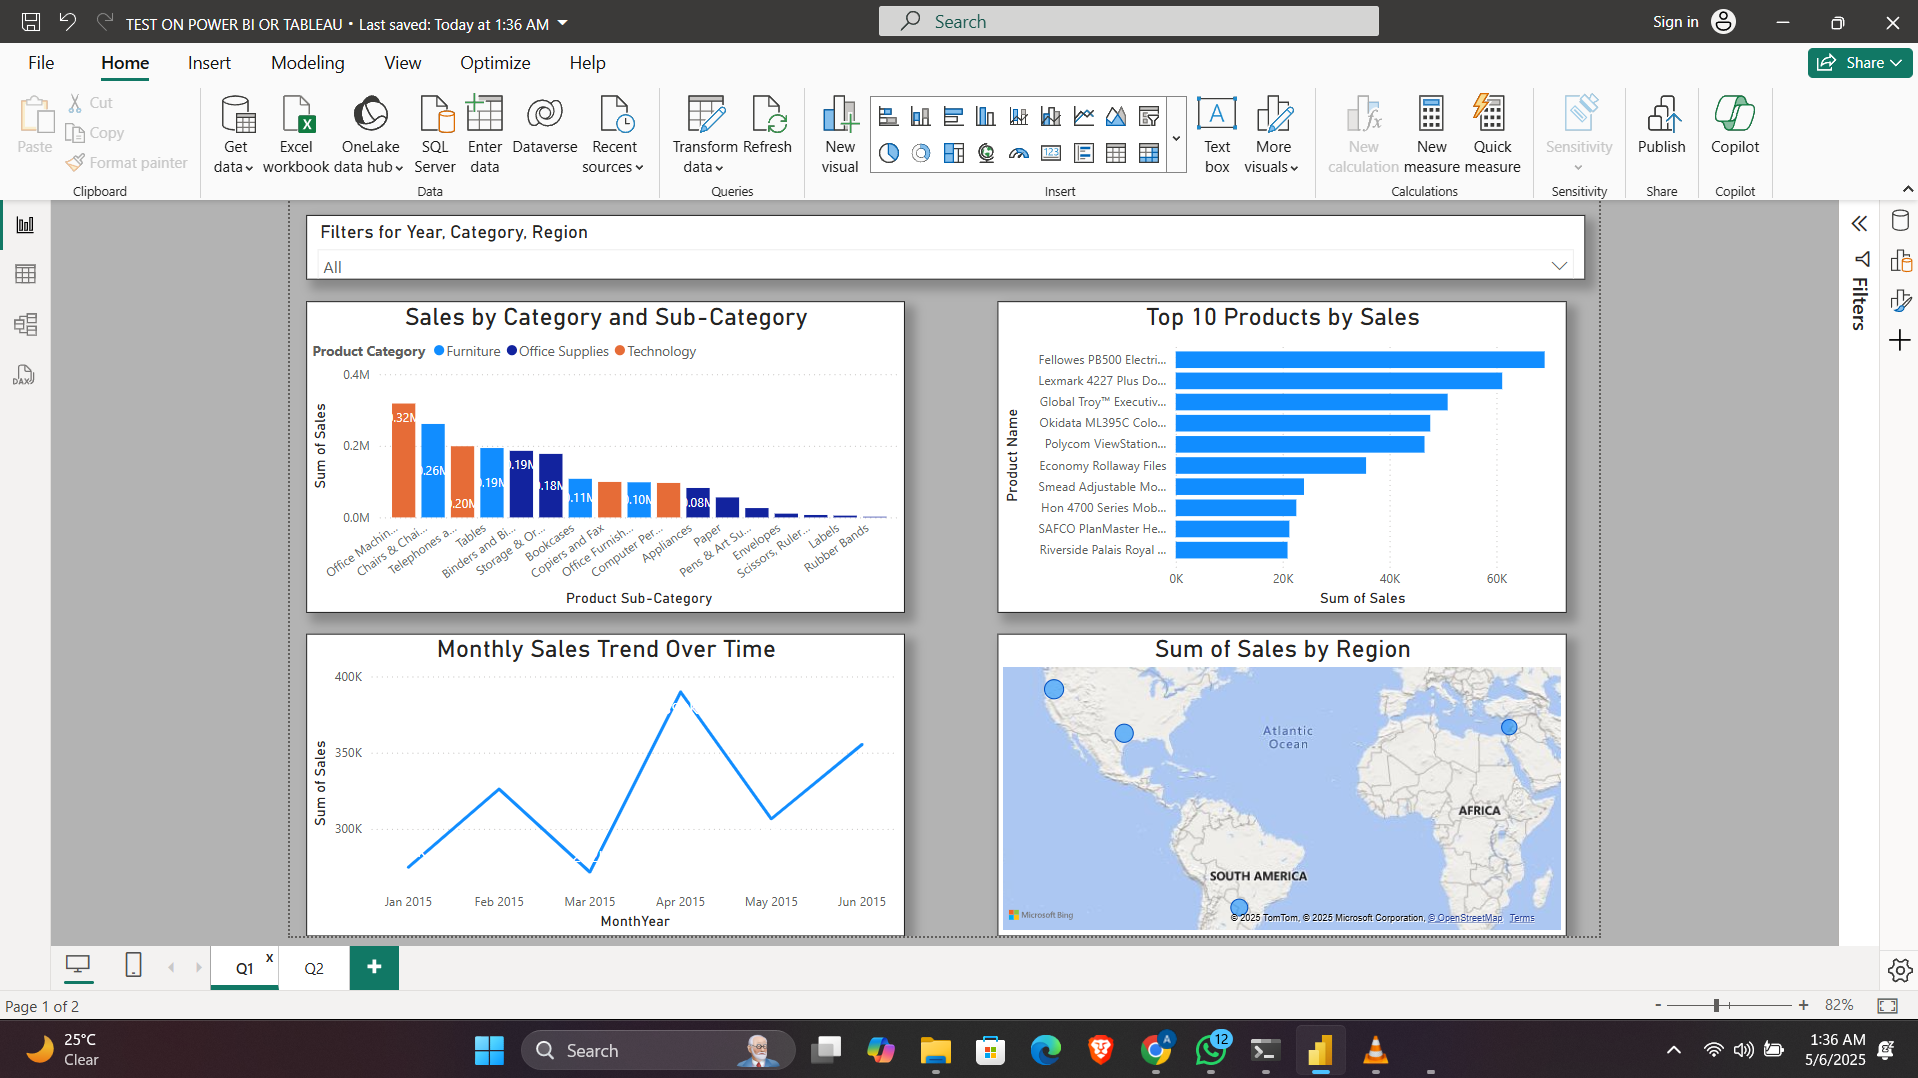 TEST ON POWER BI OR TABLEAU • Last saved: Today at 1:36 AM
Search
Sign in
File
Home
Insert
Modeling
View
Optimize
Help
Share
Paste
Cut
Copy
Format painter
Clipboard
Get data
Excel workbook
OneLake data hub
SQL Server
Enter data
Dataverse
Recent sources
Data
Transform data
Refresh
Queries
New visual
123
Insert
A
Text box
More visuals
New calculation
New measure
Quick measure
Calculations
Sensitivity
Sensitivity
Publish
Share
Copilot
Copilot
DAX
Filters for Year, Category, Region
All
Filters
Sales by Category and Sub-Category
Product Category
Furniture
Office Supplies
Technology
0.4M
0.2M
0.0M
Sum of Sales
0.32M
0.26M
0.20M
0.19M
0.19M
0.18M
0.11M
0.10M
0.08M
Office Machin...
Chairs & Chai...
Telephones a...
Tables
Binders and Bi...
Storage & Or...
Bookcases
Copiers and Fax
Office Furnish...
Computer Per...
Appliances
Paper
Pens & Art Su...
Envelopes
Scissors, Ruler...
Labels
Rubber Bands
Product Sub-Category
Top 10 Products by Sales
Product Name
Fellowes PB500 Electri...
Lexmark 4227 Plus Do...
Global Troy™ Executiv...
Okidata ML395C Colo...
Polycom ViewStation...
Economy Rollaway Files
Smead Adjustable Mo...
Hon 4700 Series Mob...
SAFCO PlanMaster He...
Riverside Palais Royal ...
0K
20K
40K
60K
Sum of Sales
Monthly Sales Trend Over Time
400K
350K
300K
Sum of Sales
Jan 2015
Feb 2015
Mar 2015
Apr 2015
May 2015
Jun 2015
MonthYear
Sum of Sales by Region
Atlantic
Ocean
AFRICA
SOUTH AMERICA
Microsoft Bing
© 2025 TomTom, © 2025 Microsoft Corporation, © OpenStreetMap Terms
Q1
x
Q2
Page 1 of 2
82%
25°C
Clear
Search
A
12
1:36 AM
5/6/2025